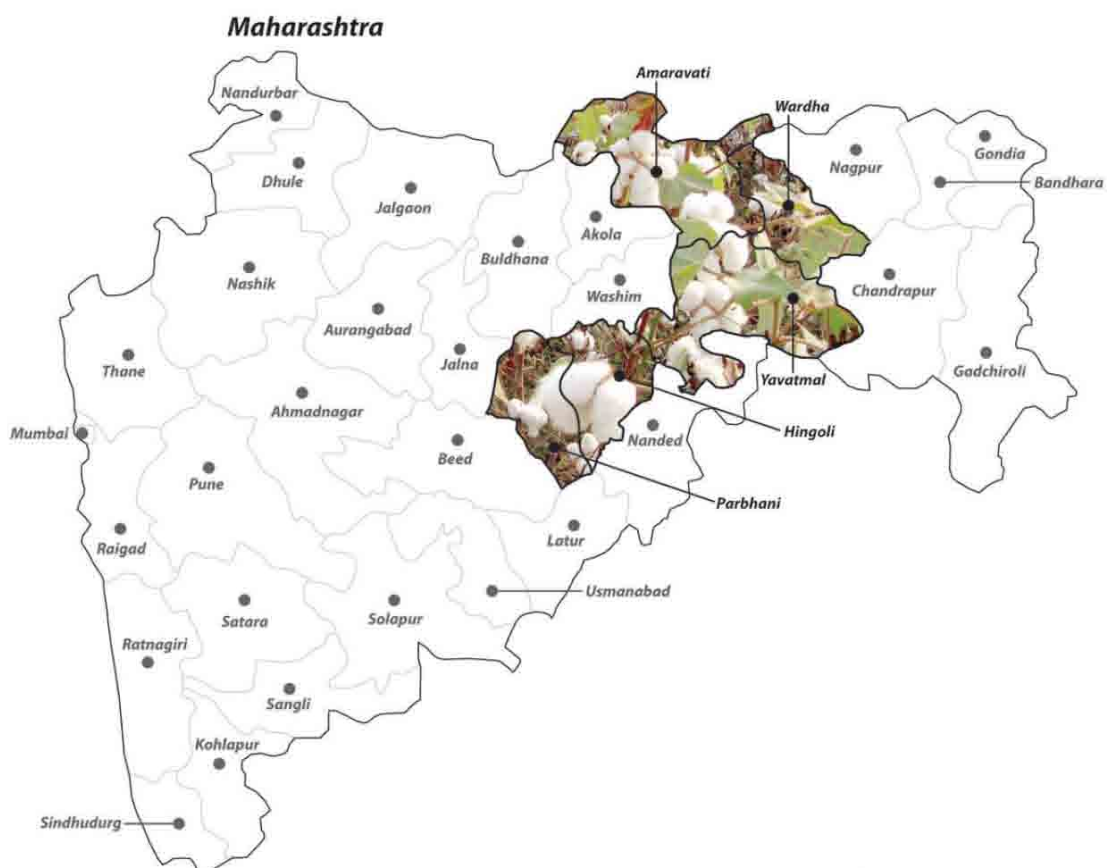 Maharashtra
Amaravati
Nandurbar
Wardha
Gondia
Nagpur
Dhule
Bandhara
Jalgaon
Akola
Buldhana
Nashik
Washim
Chandrapur
Aurangabad
Jalna
Thane
Gadchiroli
Yavatmal
Ahmadnagar
Mumbai
Hingoli
Nanded
Beed
Pune
Parbhani
Latur
Raigad
Usmanabad
Satara
Solapur
Ratnagiri
Sangli
Kohlapur
Sindhudurg